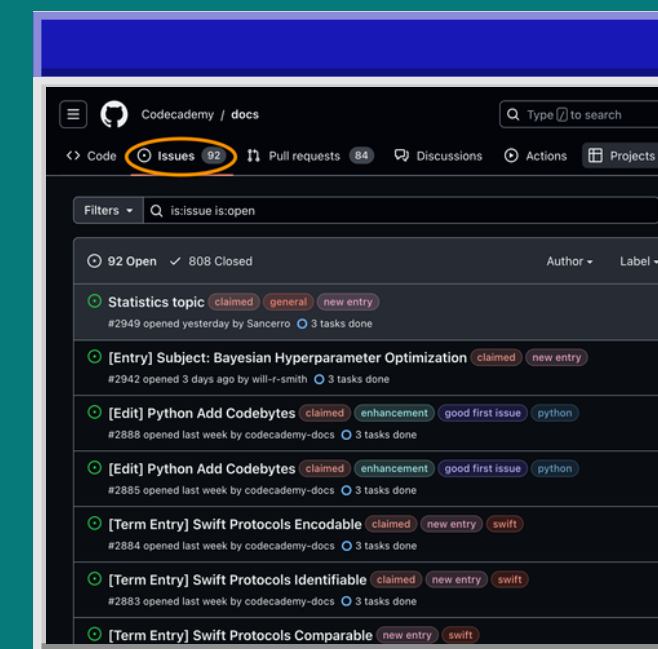 Codecademy / docs
Type / to search
<> Code
Issues 92
Pull requests 84
Discussions
Actions
Projects
Filters
is:issue is:open
92 Open
808 Closed
Author
Label
Statistics topic claimed general new entry
#2949 opened yesterday by Sancerro 3 tasks done
[Entry] Subject: Bayesian Hyperparameter Optimization claimed new entry
#2942 opened 3 days ago by will-r-smith 3 tasks done
[Edit] Python Add Codebytes claimed enhancement good first issue python
#2888 opened last week by codecademy-docs 3 tasks done
[Edit] Python Add Codebytes claimed enhancement good first issue python
#2885 opened last week by codecademy-docs 3 tasks done
[Term Entry] Swift Protocols Encodable claimed new entry swift
#2884 opened last week by codecademy-docs 3 tasks done
[Term Entry] Swift Protocols Identifiable claimed new entry swift
#2883 opened last week by codecademy-docs 3 tasks done
[Term Entry] Swift Protocols Comparable new entry swift